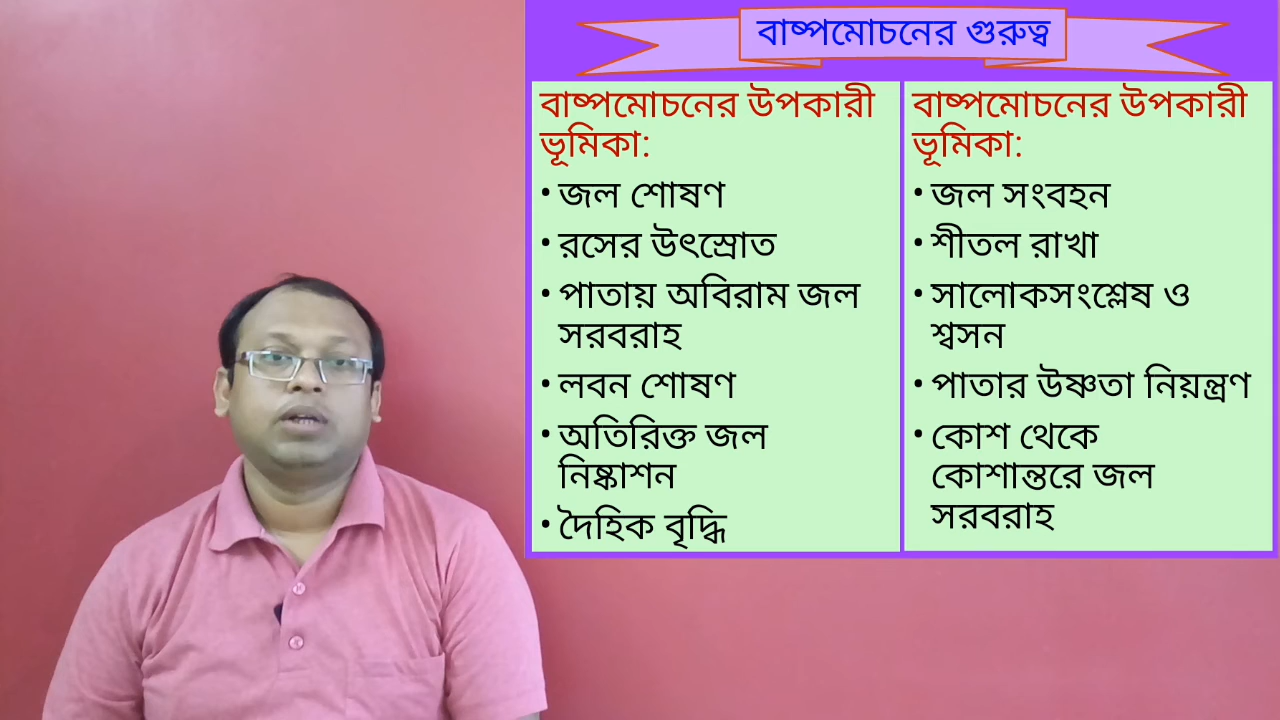 বাষ্পমোচনের গুরুত্ব
বাষ্পমোচনের উপকারী
ভূমিকা:
• জল শোষণ
• রসের উৎস্রোত
• পাতায় অবিরাম জল
সরবরাহ
• লবন শোষণ
• অতিরিক্ত জল
নিষ্কাশন
• দৈহিক বৃদ্ধি
বাষ্পমোচনের উপকারী
ভূমিকা:
• জল সংবহন
• শীতল রাখা
• সালোকসংশ্লেষ ও
শ্বসন
• পাতার উষ্ণতা নিয়ন্ত্রণ
• কোশ থেকে
কোশান্তরে জল
সরবরাহ